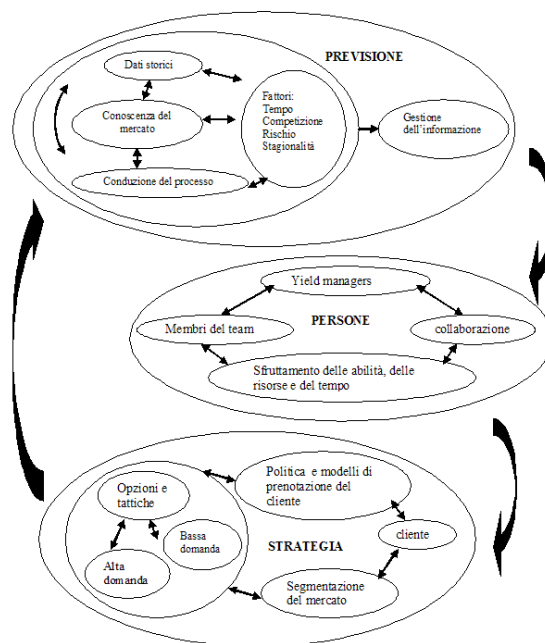 PREVISIONE
Dati storici
Conoscenza del
mercato
Conduzione del processo
Fattori:
Tempo
Competizione
Rischio
Stagionalità
Gestione
dell'informazione
Yield managers
Membri del team
PERSONE
collaborazione
Sfruttamento delle abilità, delle
risorse e del tempo
Politica e modelli di
prenotazione del
cliente
Opzioni e
tattiche
Bassa
domanda
Alta
domanda
STRATEGIA
cliente
Segmentazione
del mercato